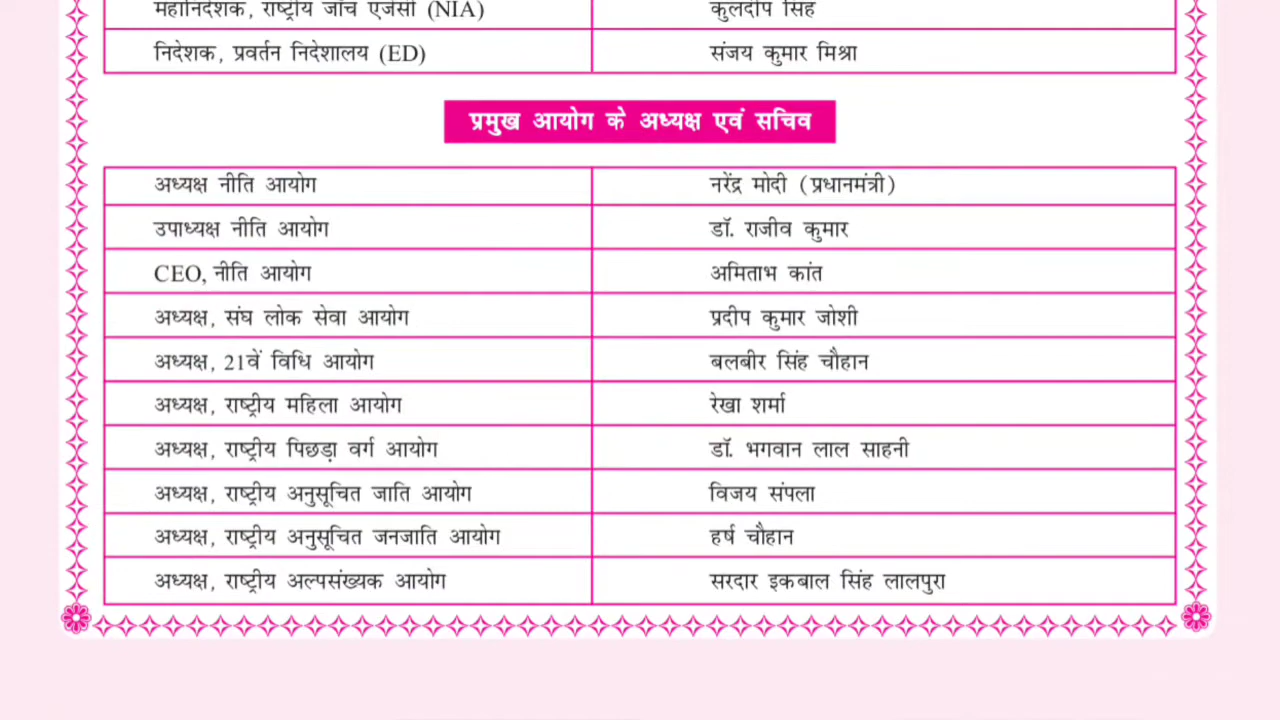 महानिदेशक, राष्ट्रीय जाँच एजेंसी (NIA) कुलदीप सिंह
निदेशक, प्रवर्तन निदेशालय (ED) संजय कुमार मिश्रा
प्रमुख आयोग के अध्यक्ष एवं सचिव
अध्यक्ष नीति आयोग नरेंद्र मोदी (प्रधानमंत्री)
उपाध्यक्ष नीति आयोग डॉ. राजीव कुमार
CEO, नीति आयोग अमिताभ कांत
अध्यक्ष, संघ लोक सेवा आयोग प्रदीप कुमार जोशी
अध्यक्ष, 21वें विधि आयोग बलबीर सिंह चौहान
अध्यक्ष, राष्ट्रीय महिला आयोग रेखा शर्मा
अध्यक्ष, राष्ट्रीय पिछड़ा वर्ग आयोग डॉ. भगवान लाल साहनी
अध्यक्ष, राष्ट्रीय अनुसूचित जाति आयोग विजय संपला
अध्यक्ष, राष्ट्रीय अनुसूचित जनजाति आयोग हर्ष चौहान
अध्यक्ष, राष्ट्रीय अल्पसंख्यक आयोग सरदार इकबाल सिंह लालपुरा